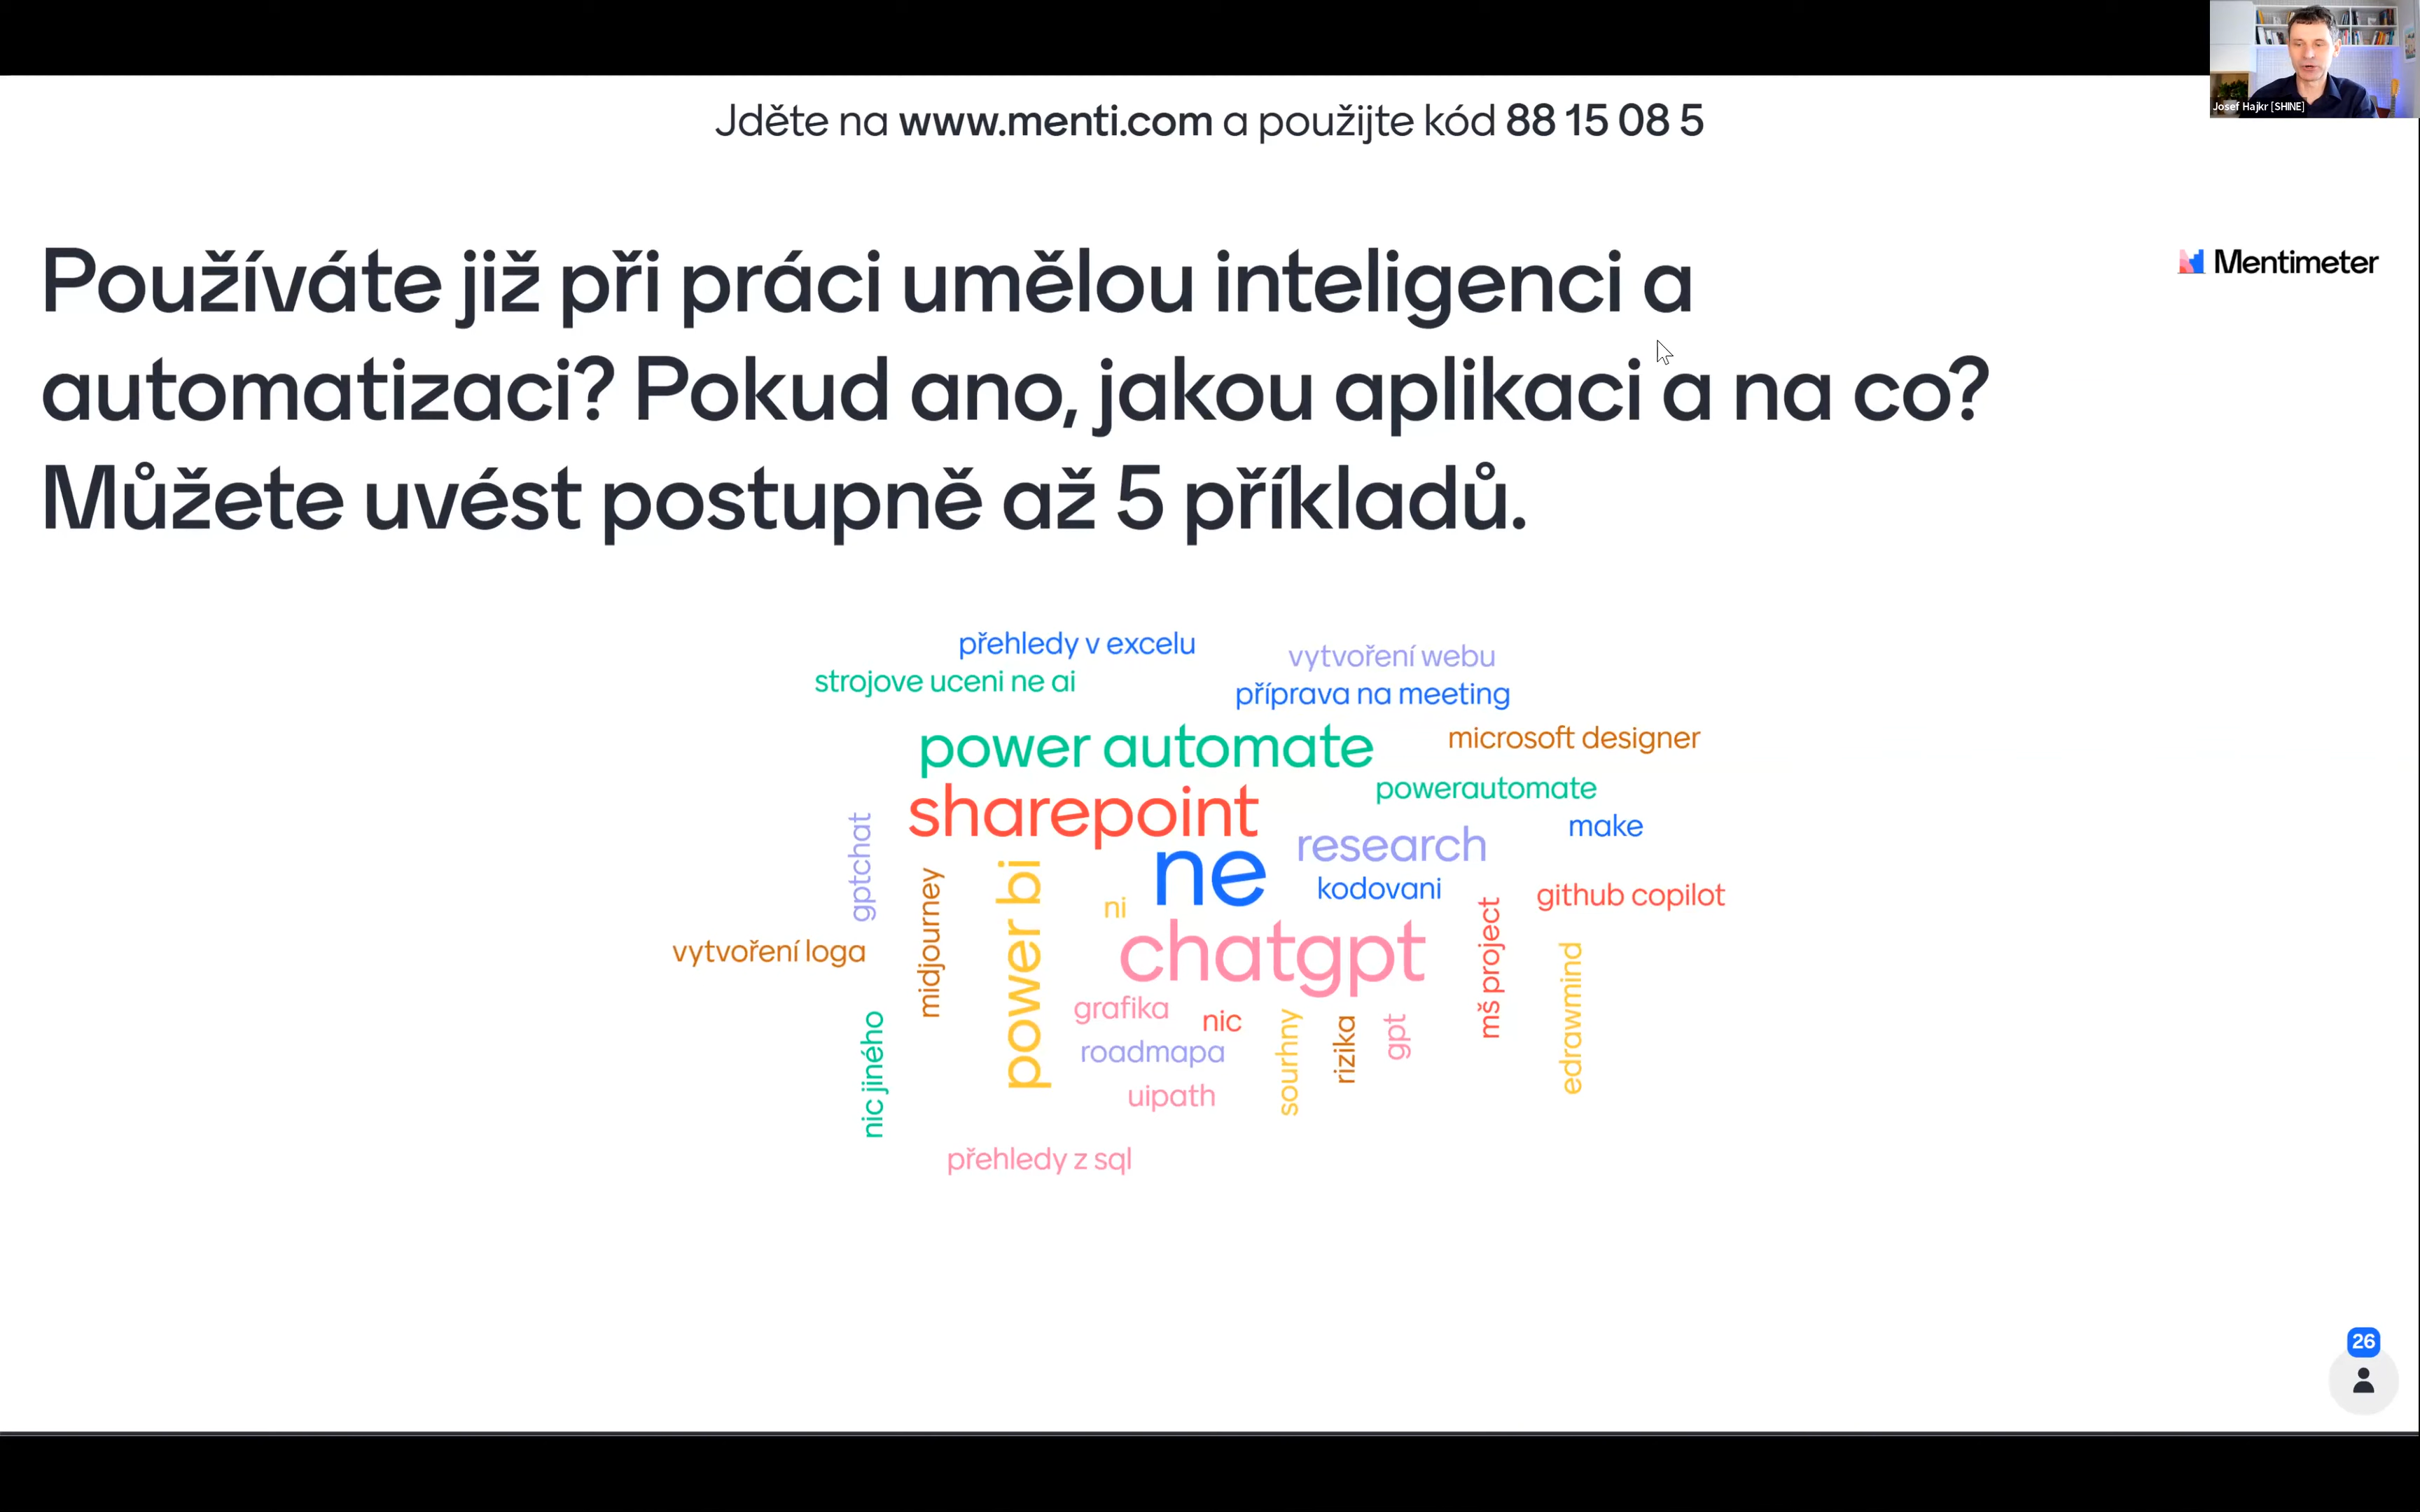 Josef Hajkr [SHINE]
Jděte na www.menti.com a použijte kód 88 15 08 5
Mentimeter
Používáte již při práci umělou inteligenci a
automatizaci? Pokud ano, jakou aplikaci a na co?
Můžete uvést postupně až 5 příkladů.
přehledy v excelu
vytvoření webu
strojove uceni ne ai
příprava na meeting
power automate
microsoft designer
powerautomate
sharepoint
make
research
gptchat
ne
kodovani
github copilot
midjourney
power bi
ni
mš project
vytvoření loga
chatgpt
edrawmind
grafika
nic
sourhny
rizika
gpt
nic jiného
roadmapa
uipath
přehledy z sql
26